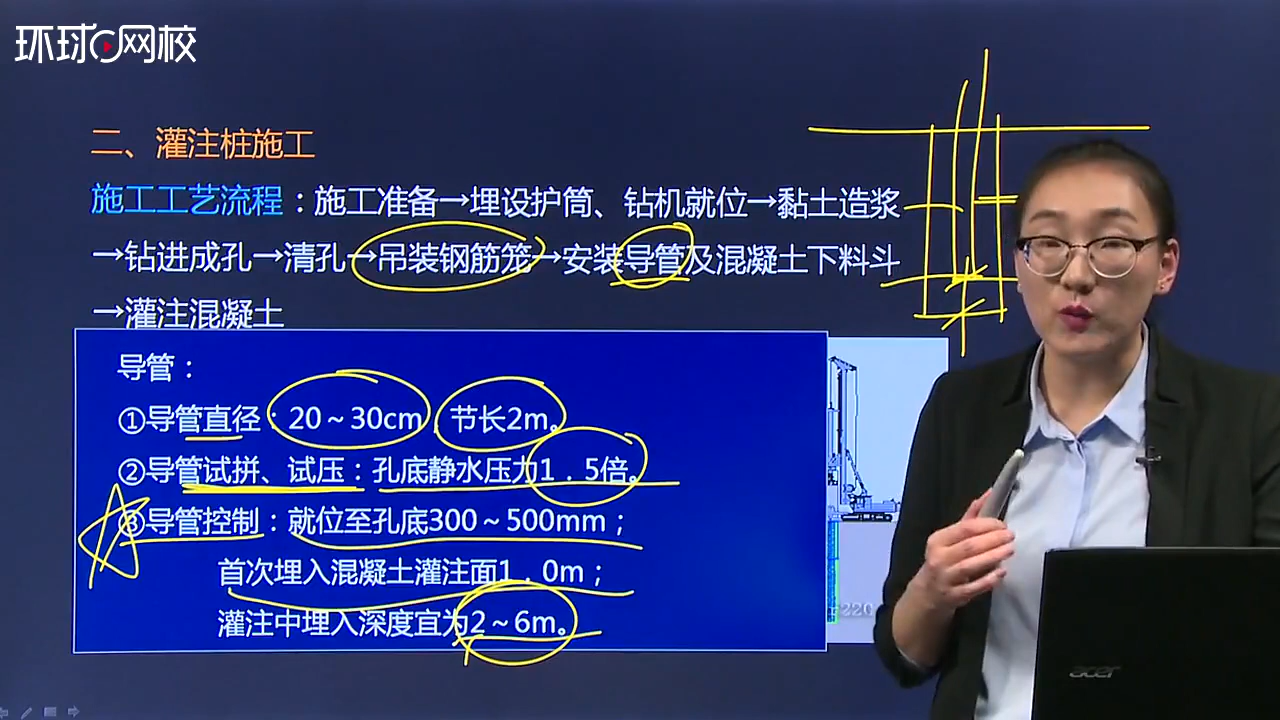 环球网校
二、灌注桩施工
施工工艺流程：施工准备→埋设护筒、钻机就位→黏土造浆
→钻进成孔→清孔→吊装钢筋笼→安装导管及混凝土下料斗
→灌注混凝土
导管：
①导管直径：20～30cm，节长2m。
②导管试拼、试压：孔底静水压力1．5倍。
③导管控制：就位至孔底300～500mm；
首次埋入混凝土灌注面1．0m；
灌注中埋入深度宜为2～6m。
acer